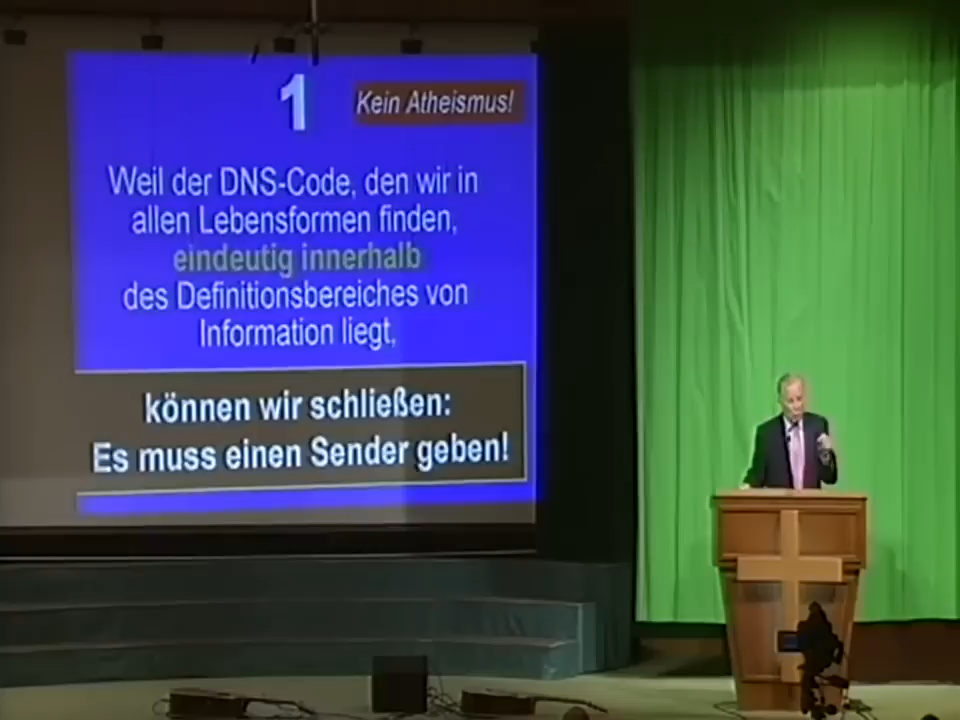 1
Kein Atheismus!
Weil der DNS-Code, den wir in
allen Lebensformen finden,
eindeutig innerhalb
des Definitionsbereiches von
Information liegt,
können wir schließen:
Es muss einen Sender geben!